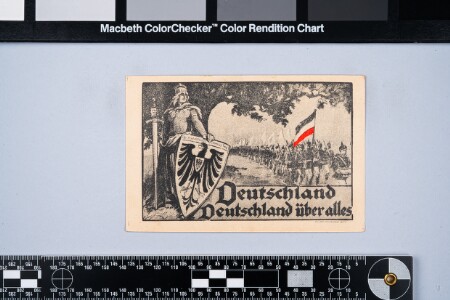 Macbeth ColorChecker™ Color Rendition Chart
Deutschland
Deutschland über alles